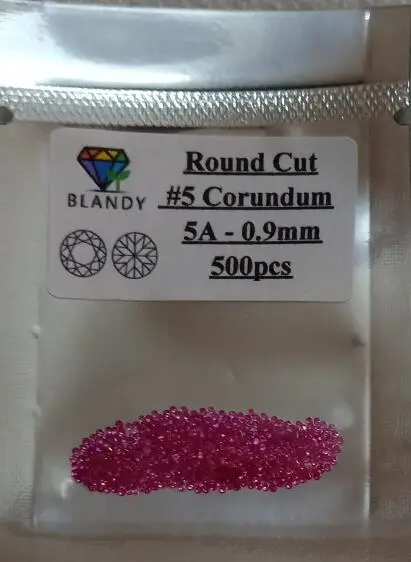 BLANDY
Round Cut
#5 Corundum
5A - 0.9mm
500pcs